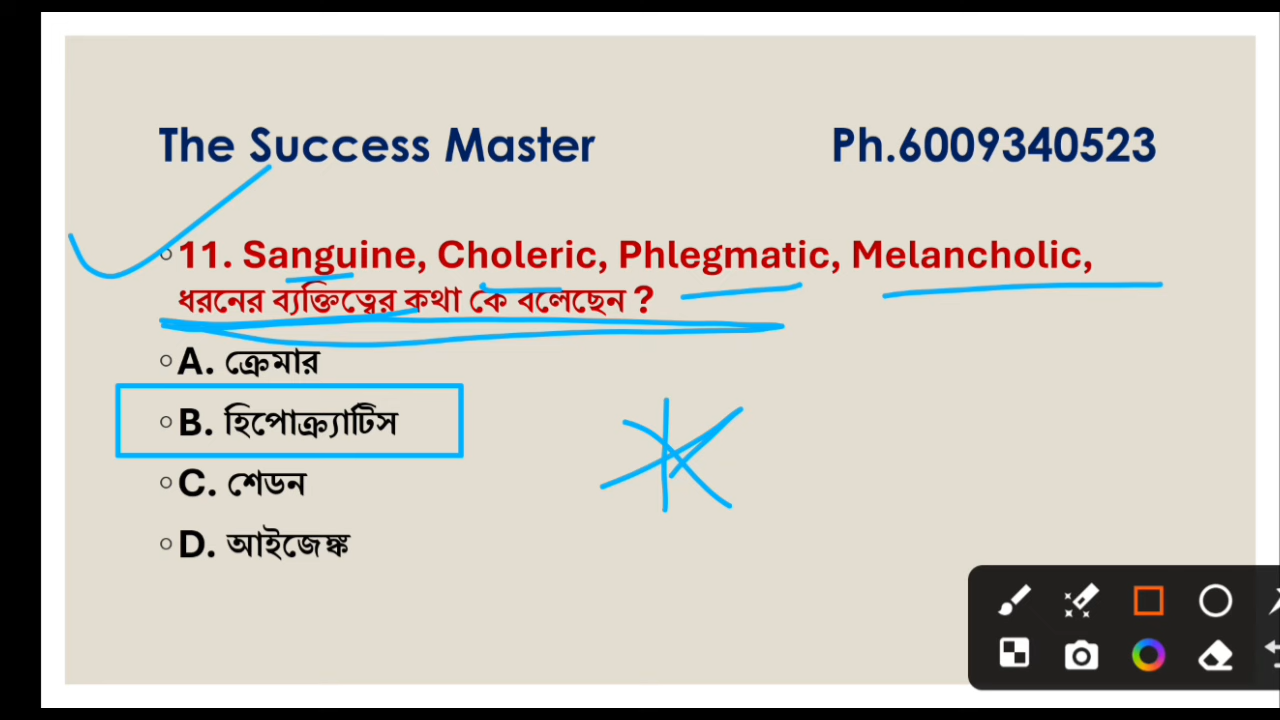 The Success Master Ph.6009340523
11. Sanguine, Choleric, Phlegmatic, Melancholic,
ধরনের ব্যক্তিত্বের কথা কে বলেছেন ?
A. ক্রেমার
B. হিপোক্র্যাটিস
C. শেডন
D. আইজেঙ্ক